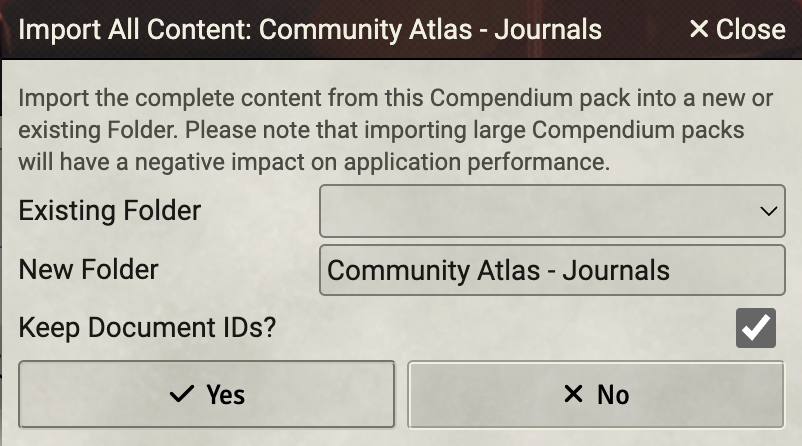 Import All Content: Community Atlas - Journals
Close
Import the complete content from this Compendium pack into a new or
existing Folder. Please note that importing large Compendium packs
will have a negative impact on application performance.
Existing Folder
New Folder
Community Atlas - Journals
Keep Document IDs?
Yes
No